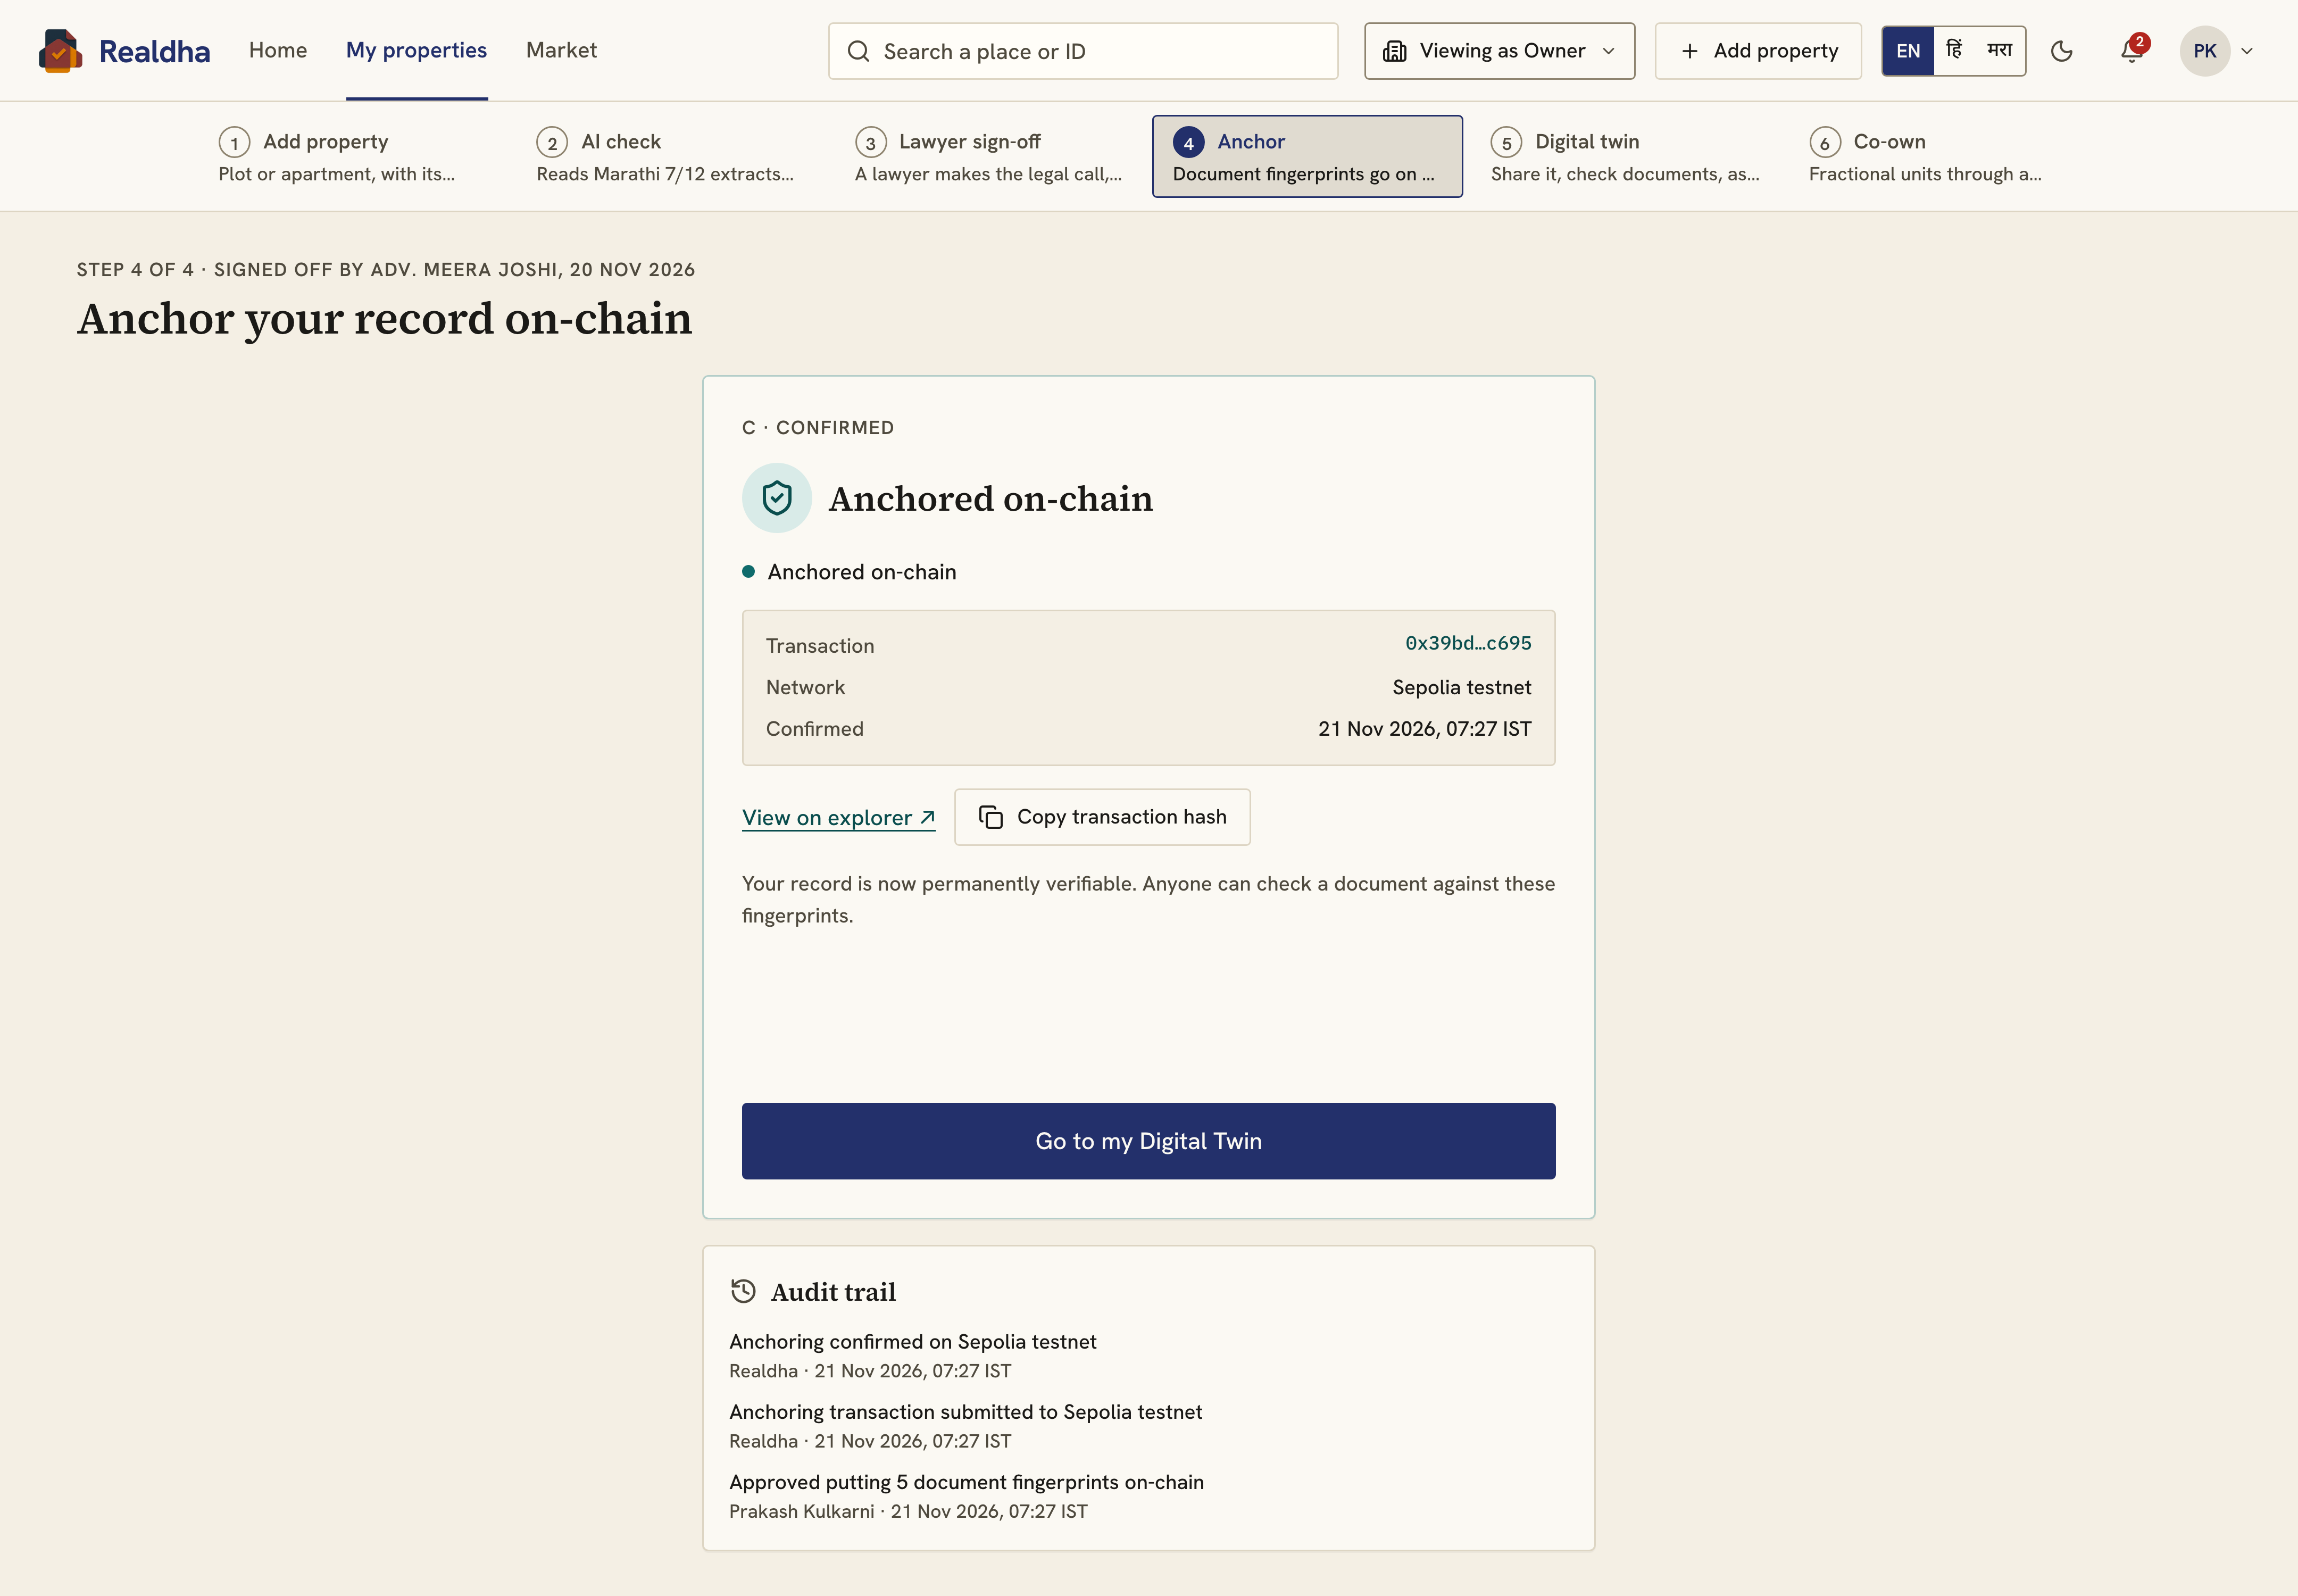 Realdha
Home
My properties
Market
Search a place or ID
Viewing as Owner
Add property
EN
हिं
मरा
2
PK
1 Add property
Plot or apartment, with its...
2 AI check
Reads Marathi 7/12 extracts...
3 Lawyer sign-off
A lawyer makes the legal call,...
4 Anchor
Document fingerprints go on ...
5 Digital twin
Share it, check documents, as...
6 Co-own
Fractional units through a...
STEP 4 OF 4 · SIGNED OFF BY ADV. MEERA JOSHI, 20 NOV 2026
Anchor your record on-chain
C · CONFIRMED
Anchored on-chain
Anchored on-chain
Transaction 0x39bd…c695
Network Sepolia testnet
Confirmed 21 Nov 2026, 07:27 IST
View on explorer ↗
Copy transaction hash
Your record is now permanently verifiable. Anyone can check a document against these
fingerprints.
Go to my Digital Twin
Audit trail
Anchoring confirmed on Sepolia testnet
Realdha · 21 Nov 2026, 07:27 IST
Anchoring transaction submitted to Sepolia testnet
Realdha · 21 Nov 2026, 07:27 IST
Approved putting 5 document fingerprints on-chain
Prakash Kulkarni · 21 Nov 2026, 07:27 IST